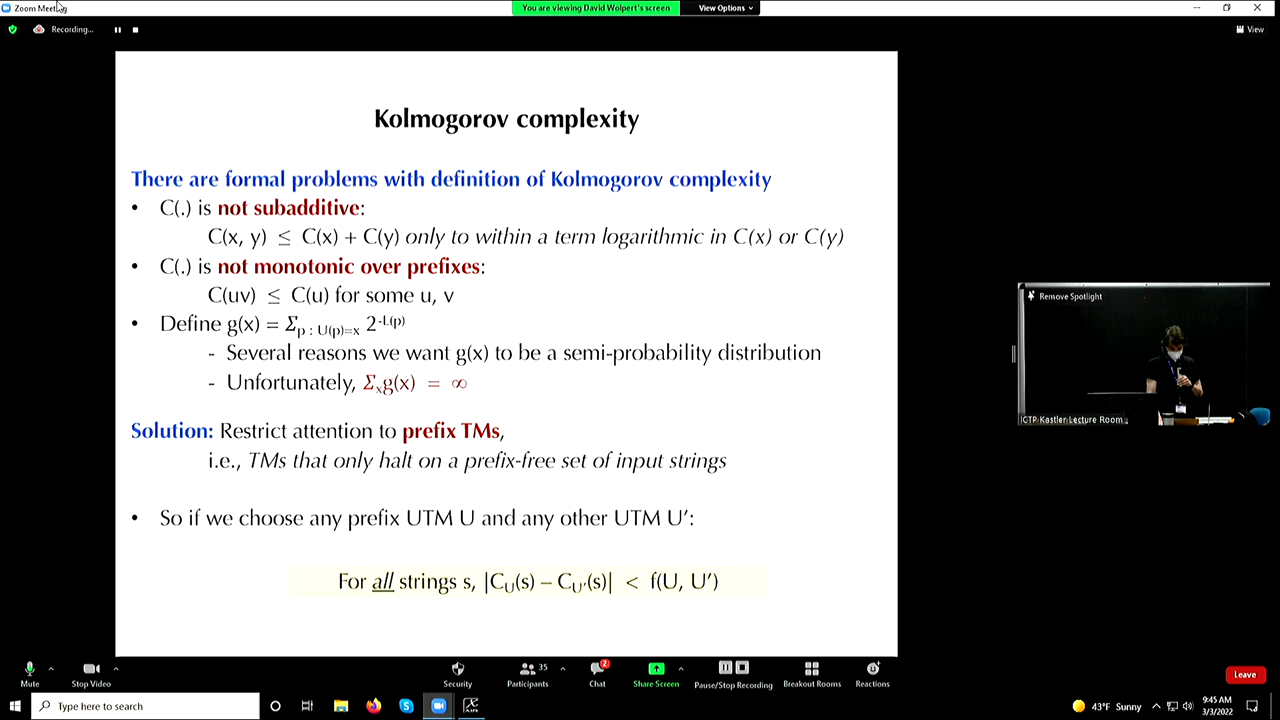 Zoom Meeting
You are viewing David Wolpert's screen
View Options
Recording...
View
Kolmogorov complexity
There are formal problems with definition of Kolmogorov complexity
• C(.) is not subadditive:
C(x, y) ≤ C(x) + C(y) only to within a term logarithmic in C(x) or C(y)
• C(.) is not monotonic over prefixes:
C(uv) ≤ C(u) for some u, v
• Define g(x) = Σp : U(p)=x 2-L(p)
- Several reasons we want g(x) to be a semi-probability distribution
- Unfortunately, Σxg(x) = ∞
Solution: Restrict attention to prefix TMs,
i.e., TMs that only halt on a prefix-free set of input strings
• So if we choose any prefix UTM U and any other UTM U′:
For all strings s, |CU(s) – CU′(s)| < f(U, U′)
Remove Spotlight
ICTP Kastler Lecture Room
Mute
Stop Video
Security
35
Participants
2
Chat
Share Screen
Pause/Stop Recording
Breakout Rooms
Reactions
Leave
Type here to search
43°F Sunny
9:45 AM
3/3/2022